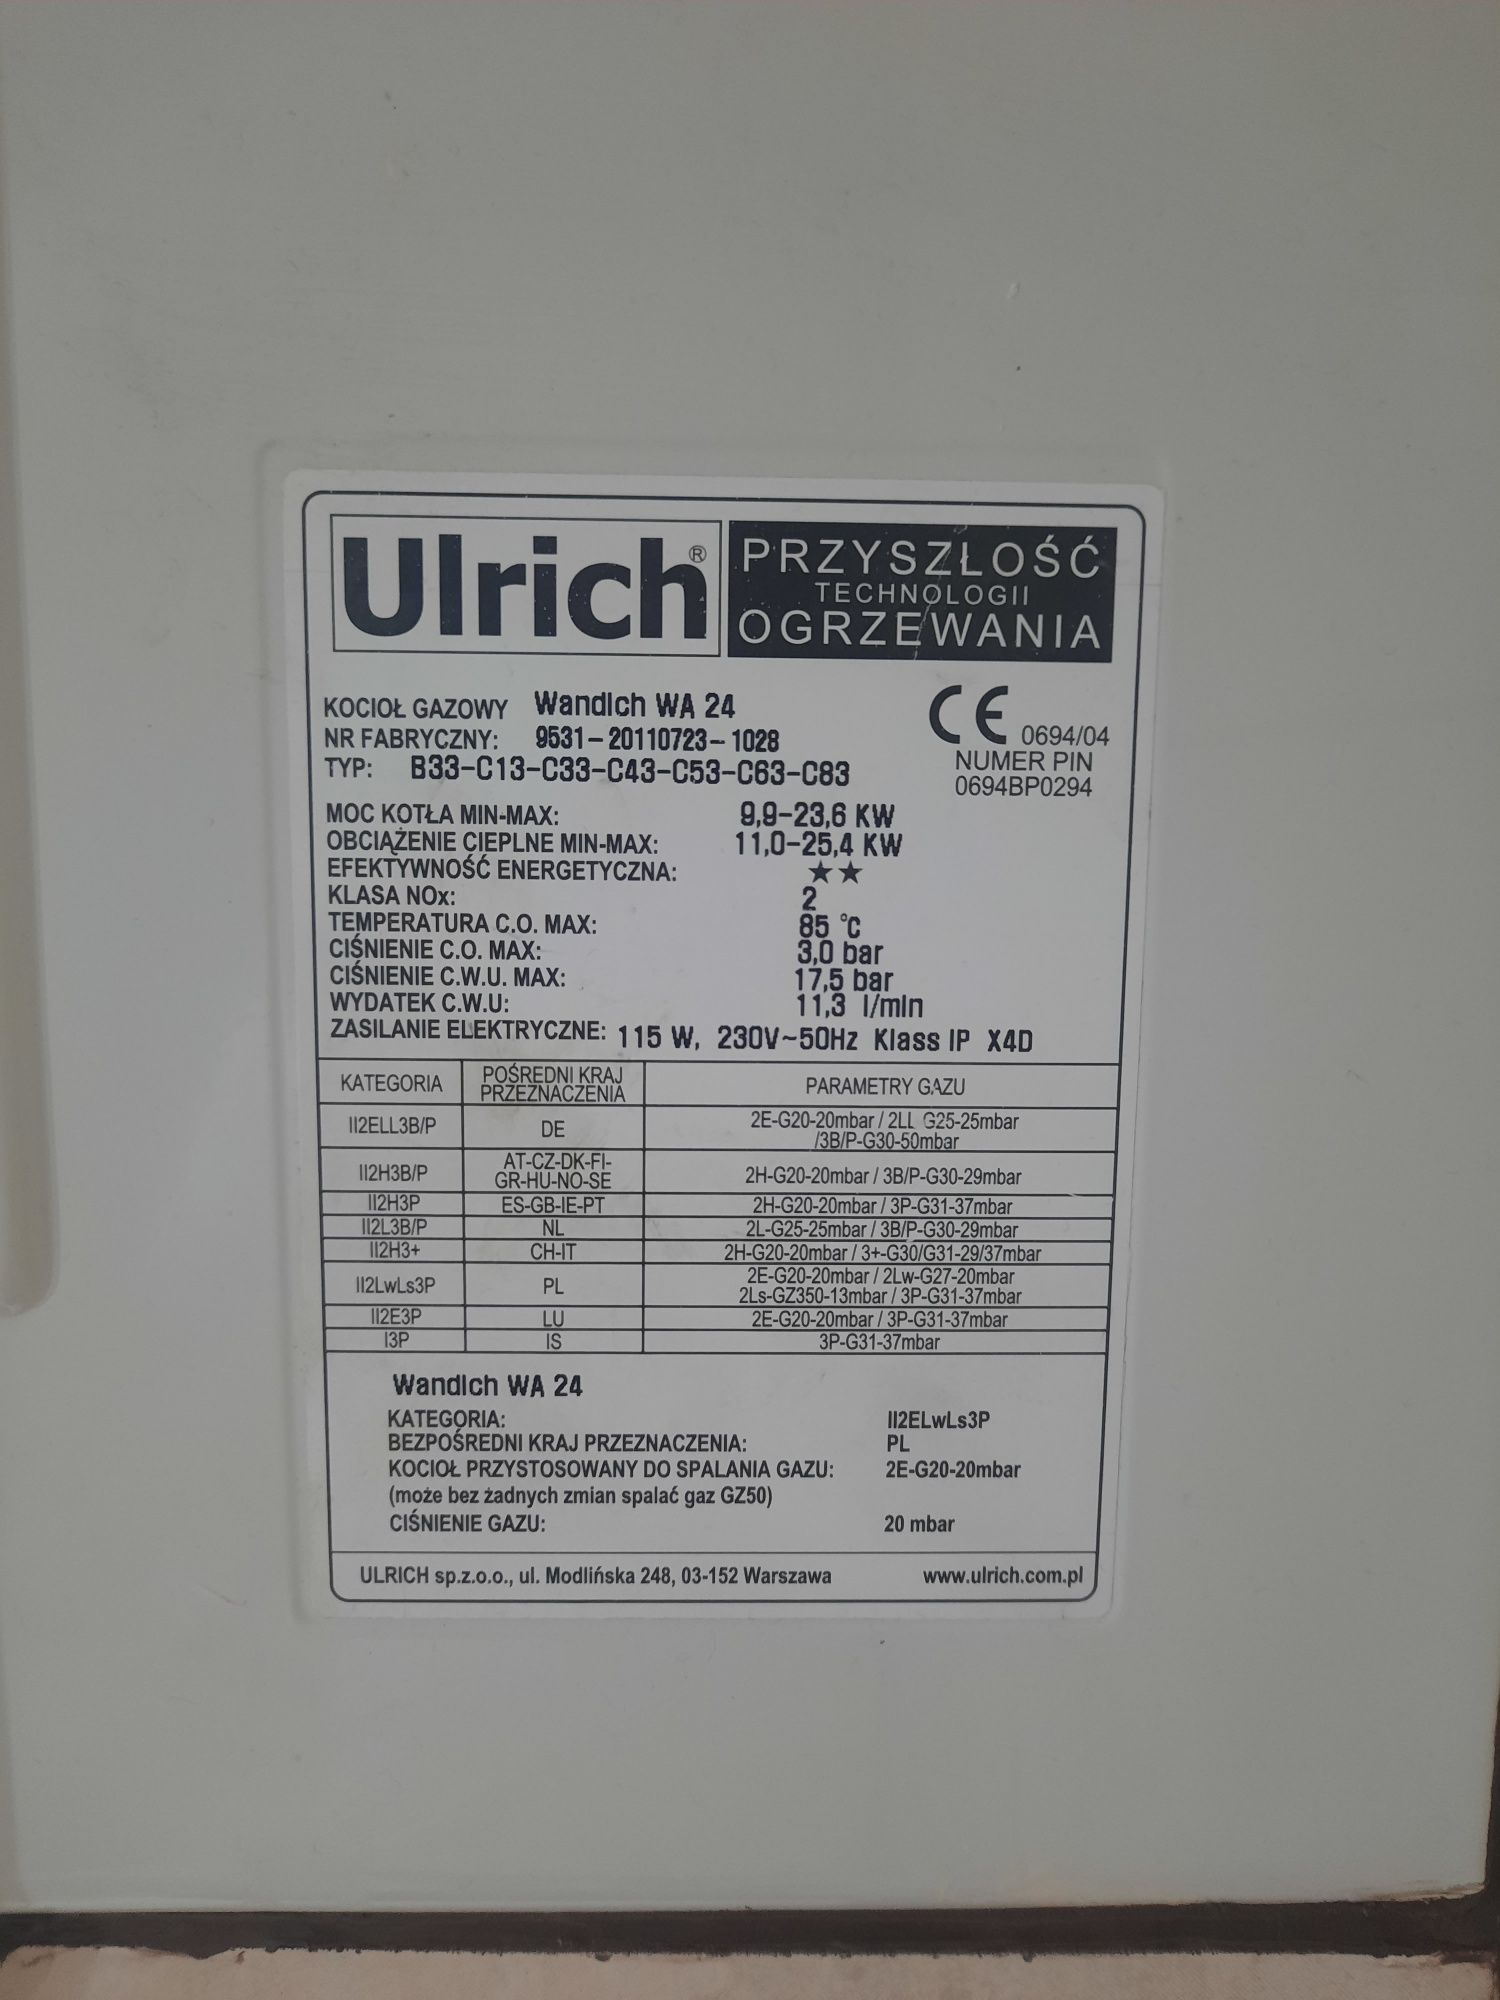 Ulrich®
PRZYSZŁOŚĆ
TECHNOLOGII
OGRZEWANIA
KOCIOŁ GAZOWY Wandich WA 24
NR FABRYCZNY: 9531-20110723-1028
TYP: B33-C13-C33-C43-C53-C63-C83
CE 0694/04
NUMER PIN
0694BP0294
MOC KOTŁA MIN-MAX: 9,9-23,6 KW
OBCIĄŻENIE CIEPLNE MIN-MAX: 11,0-25,4 KW
EFEKTYWNOŚĆ ENERGETYCZNA: ★★
KLASA NOx: 2
TEMPERATURA C.O. MAX: 85 °C
CIŚNIENIE C.O. MAX: 3,0 bar
CIŚNIENIE C.W.U. MAX: 17,5 bar
WYDATEK C.W.U: 11,3 l/min
ZASILANIE ELEKTRYCZNE: 115 W, 230V~50Hz Klass IP X4D
KATEGORIA POŚREDNI KRAJ PRZEZNACZENIA PARAMETRY GAZU
II2ELL3B/P DE 2E-G20-20mbar / 2LL G25-25mbar /3B/P-G30-50mbar
II2H3B/P AT-CZ-DK-FI-GR-HU-NO-SE 2H-G20-20mbar / 3B/P-G30-29mbar
II2H3P ES-GB-IE-PT 2H-G20-20mbar / 3P-G31-37mbar
II2L3B/P NL 2L-G25-25mbar / 3B/P-G30-29mbar
II2H3+ CH-IT 2H-G20-20mbar / 3+-G30/G31-29/37mbar
II2LwLs3P PL 2E-G20-20mbar / 2Lw-G27-20mbar 2Ls-GZ350-13mbar / 3P-G31-37mbar
II2E3P LU 2E-G20-20mbar / 3P-G31-37mbar
I3P IS 3P-G31-37mbar
Wandich WA 24
KATEGORIA: II2ELwLs3P
BEZPOŚREDNI KRAJ PRZEZNACZENIA: PL
KOCIOŁ PRZYSTOSOWANY DO SPALANIA GAZU: 2E-G20-20mbar
(może bez żadnych zmian spalać gaz GZ50)
CIŚNIENIE GAZU: 20 mbar
ULRICH sp.z.o.o., ul. Modlińska 248, 03-152 Warszawa www.ulrich.com.pl